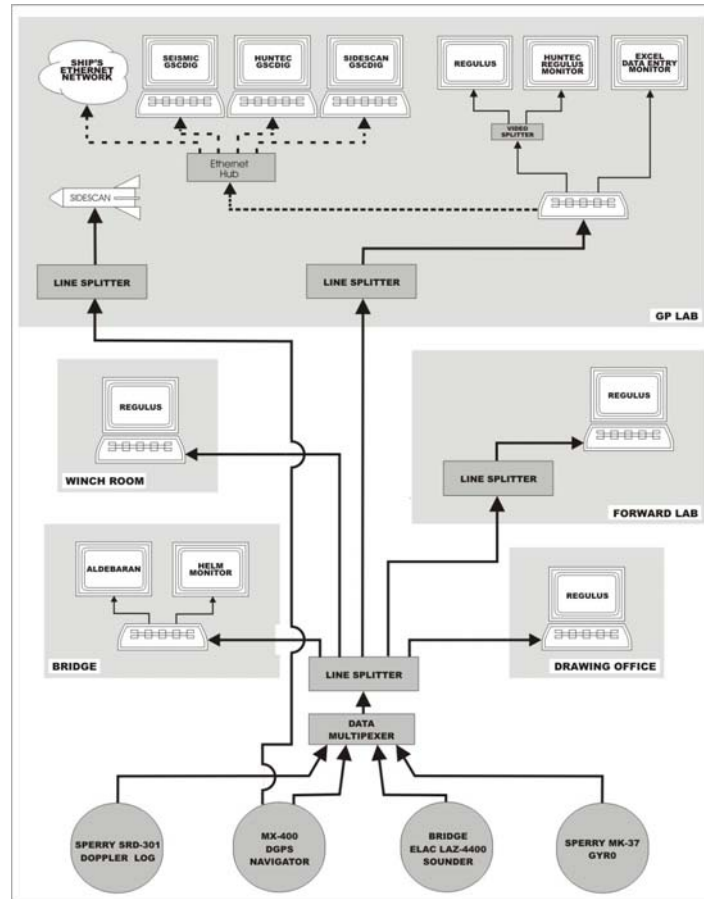 SHIP'S
ETHERNET
NETWORK
SEISMIC
GSCDIG
HUNTEC
GSCDIG
SIDESCAN
GSCDIG
REGULUS
HUNTEC
REGULUS
MONITOR
EXCEL
DATA ENTRY
MONITOR
VIDEO
SPLITTER
Ethernet
Hub
SIDESCAN
LINE SPLITTER
LINE SPLITTER
GP LAB
REGULUS
WINCH ROOM
REGULUS
LINE SPLITTER
FORWARD LAB
ALDEBARAN
HELM
MONITOR
BRIDGE
REGULUS
DRAWING OFFICE
LINE SPLITTER
DATA
MULTIPEXER
SPERRY SRD-301
DOPPLER LOG
MX-400
DGPS
NAVIGATOR
BRIDGE
ELAC LAZ-4400
SOUNDER
SPERRY MK-37
GYR0